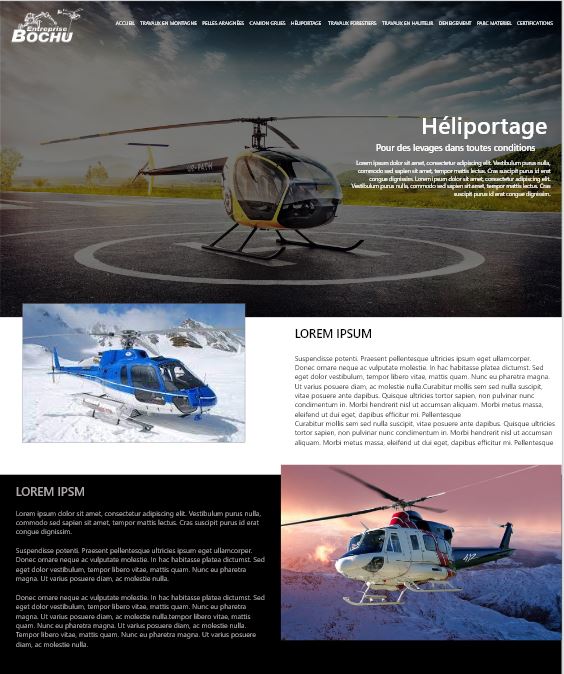 Entreprise
BOCHU
ACCUEIL TRAVAUX EN MONTAGNE PELLES ARAIGNÉES CAMION GRUES HÉLIPORTAGE TRAVAUX FORESTIERS TRAVAUX EN HAUTEUR DENEIGEMENT PARC MATERIEL CERTIFICATIONS
Héliportage
Pour des levages dans toutes conditions
Lorem ipsum dolor sit amet, consectetur adipiscing elit. Vestibulum purus nulla,
commodo sed sapien sit amet, tempor mattis lectus. Cras suscipit purus id erat
congue dignissim. Lorem ipsum dolor sit amet, consectetur adipiscing elit.
Vestibulum purus nulla, commodo sed sapien sit amet, tempor mattis lectus. Cras
suscipit purus id erat congue dignissim.
LOREM IPSUM
Suspendisse potenti. Praesent pellentesque ultricies ipsum eget ullamcorper.
Donec ornare neque ac vulputate molestie. In hac habitasse platea dictumst. Sed
eget dolor vestibulum, tempor libero vitae, mattis quam. Nunc eu pharetra magna.
Ut varius posuere diam, ac molestie nulla.Curabitur mollis sem sed nulla suscipit,
vitae posuere ante dapibus. Quisque ultricies tortor sapien, non pulvinar nunc
condimentum in. Morbi hendrerit nisl ut accumsan aliquam. Morbi metus massa,
eleifend ut dui eget, dapibus efficitur mi. Pellentesque
Curabitur mollis sem sed nulla suscipit, vitae posuere ante dapibus. Quisque ultricies
tortor sapien, non pulvinar nunc condimentum in. Morbi hendrerit nisl ut accumsan
aliquam. Morbi metus massa, eleifend ut dui eget, dapibus efficitur mi. Pellentesque
LOREM IPSM
Lorem ipsum dolor sit amet, consectetur adipiscing elit. Vestibulum purus nulla,
commodo sed sapien sit amet, tempor mattis lectus. Cras suscipit purus id erat
congue dignissim.
Suspendisse potenti. Praesent pellentesque ultricies ipsum eget ullamcorper.
Donec ornare neque ac vulputate molestie. In hac habitasse platea dictumst. Sed
eget dolor vestibulum, tempor libero vitae, mattis quam. Nunc eu pharetra
magna. Ut varius posuere diam, ac molestie nulla.
Donec ornare neque ac vulputate molestie. In hac habitasse platea dictumst. Sed
eget dolor vestibulum, tempor libero vitae, mattis quam. Nunc eu pharetra
magna. Ut varius posuere diam, ac molestie nulla.tempor libero vitae, mattis
quam. Nunc eu pharetra magna. Ut varius posuere diam, ac molestie nulla.
Tempor libero vitae, mattis quam. Nunc eu pharetra magna. Ut varius posuere
diam, ac molestie nulla.
412